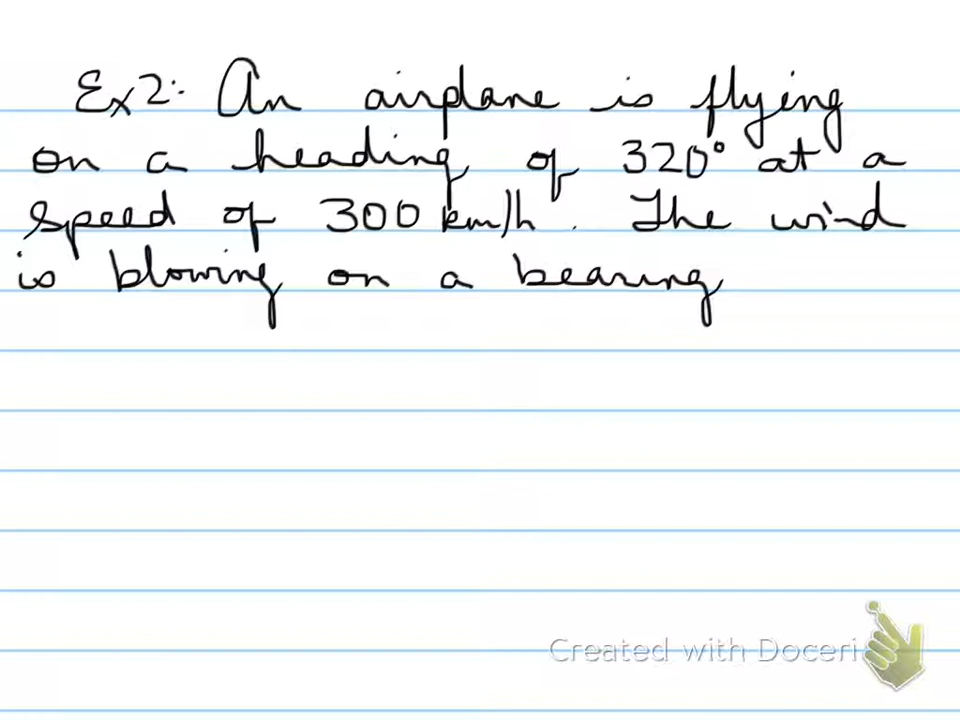 Ex2: An airplane is flying
on a heading of 320° at a
speed of 300 km/h. The wind
is blowing on a bearing
Created with Doceri